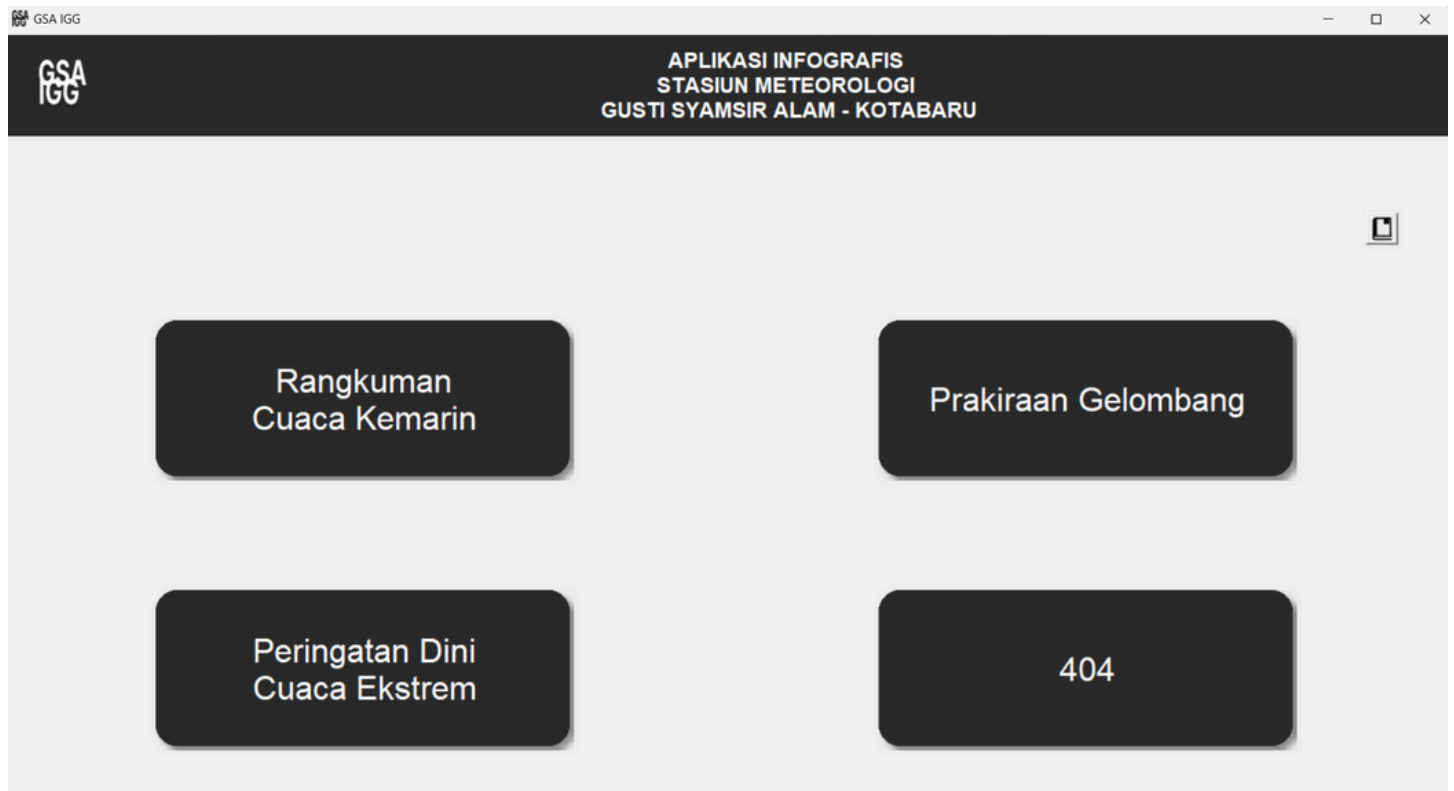 GSA IGG
GSA
IGG
APLIKASI INFOGRAFIS
STASIUN METEOROLOGI
GUSTI SYAMSIR ALAM - KOTABARU
Rangkuman
Cuaca Kemarin
Prakiraan Gelombang
Peringatan Dini
Cuaca Ekstrem
404